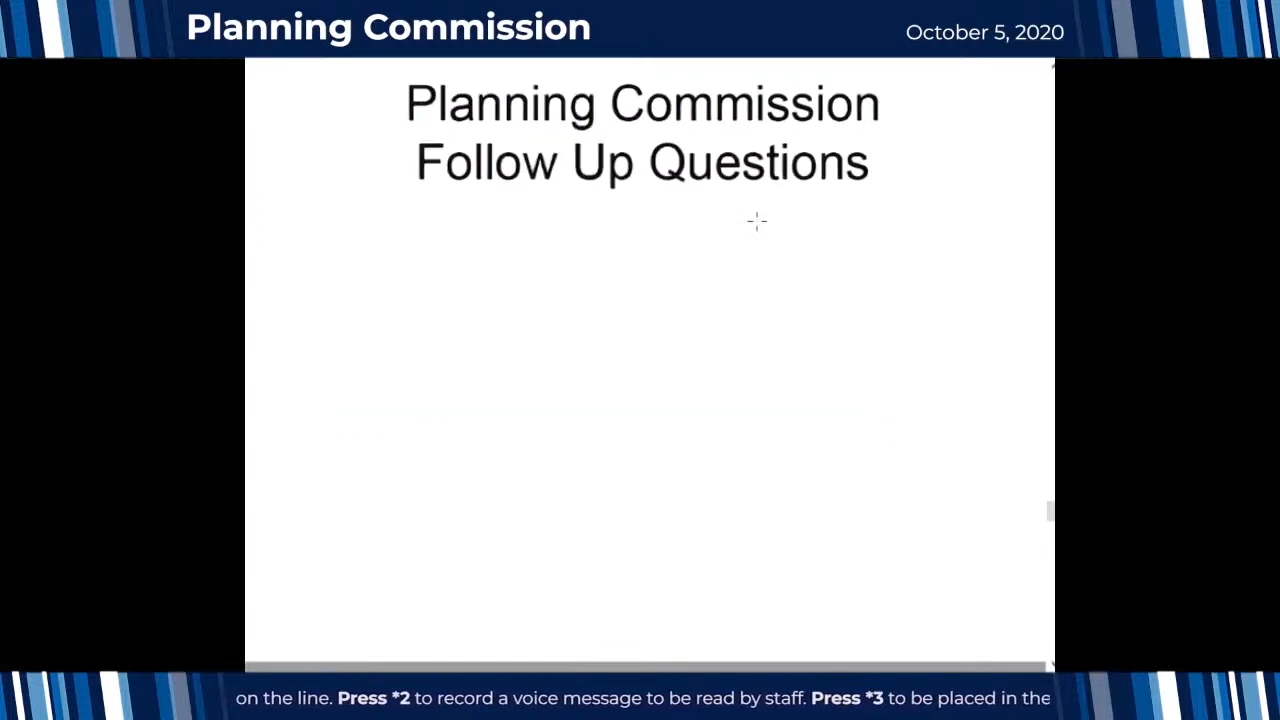 Planning Commission
October 5, 2020
Planning Commission
Follow Up Questions
on the line. Press *2 to record a voice message to be read by staff. Press *3 to be placed in the